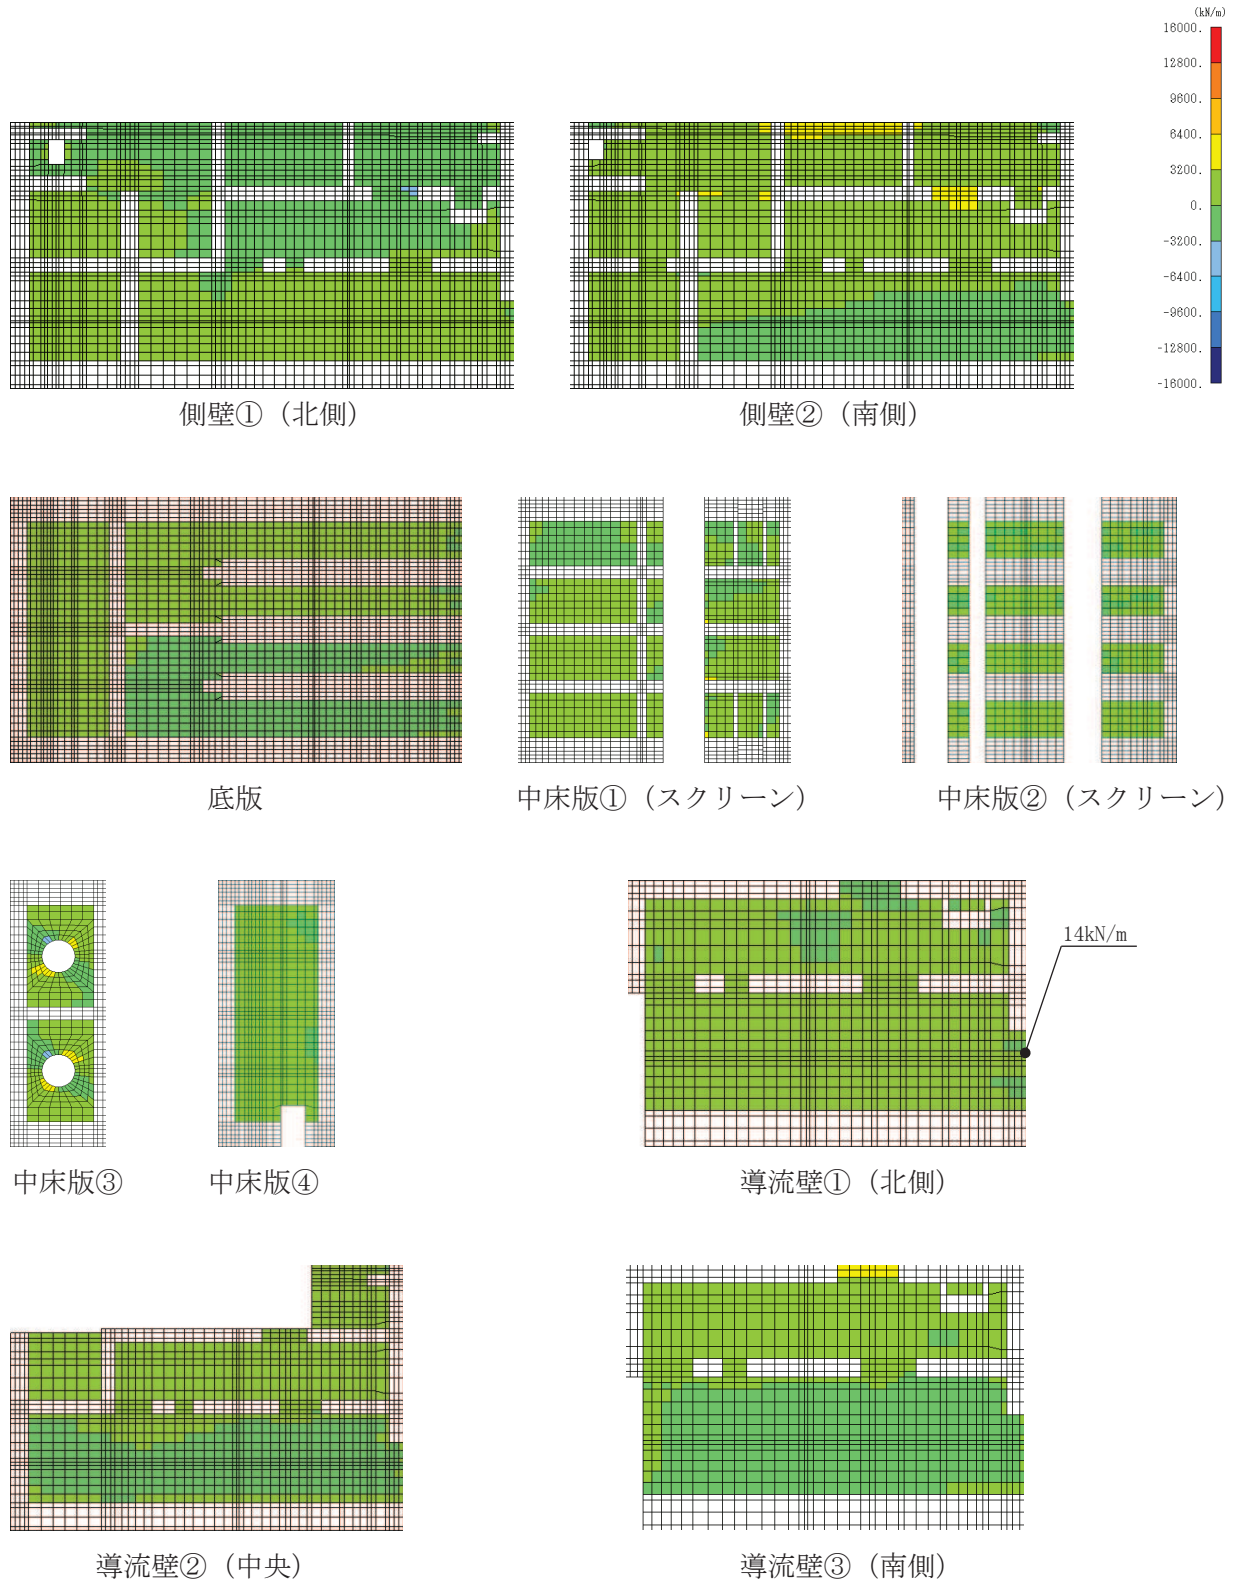 (kN/m)
16000.
12800.
9600.
6400.
3200.
0.
-3200.
-6400.
-9600.
-12800.
-16000.
側壁①（北側）
側壁②（南側）
底版
中床版①（スクリーン）
中床版②（スクリーン）
14kN/m
中床版③
中床版④
導流壁①（北側）
導流壁②（中央）
導流壁③（南側）